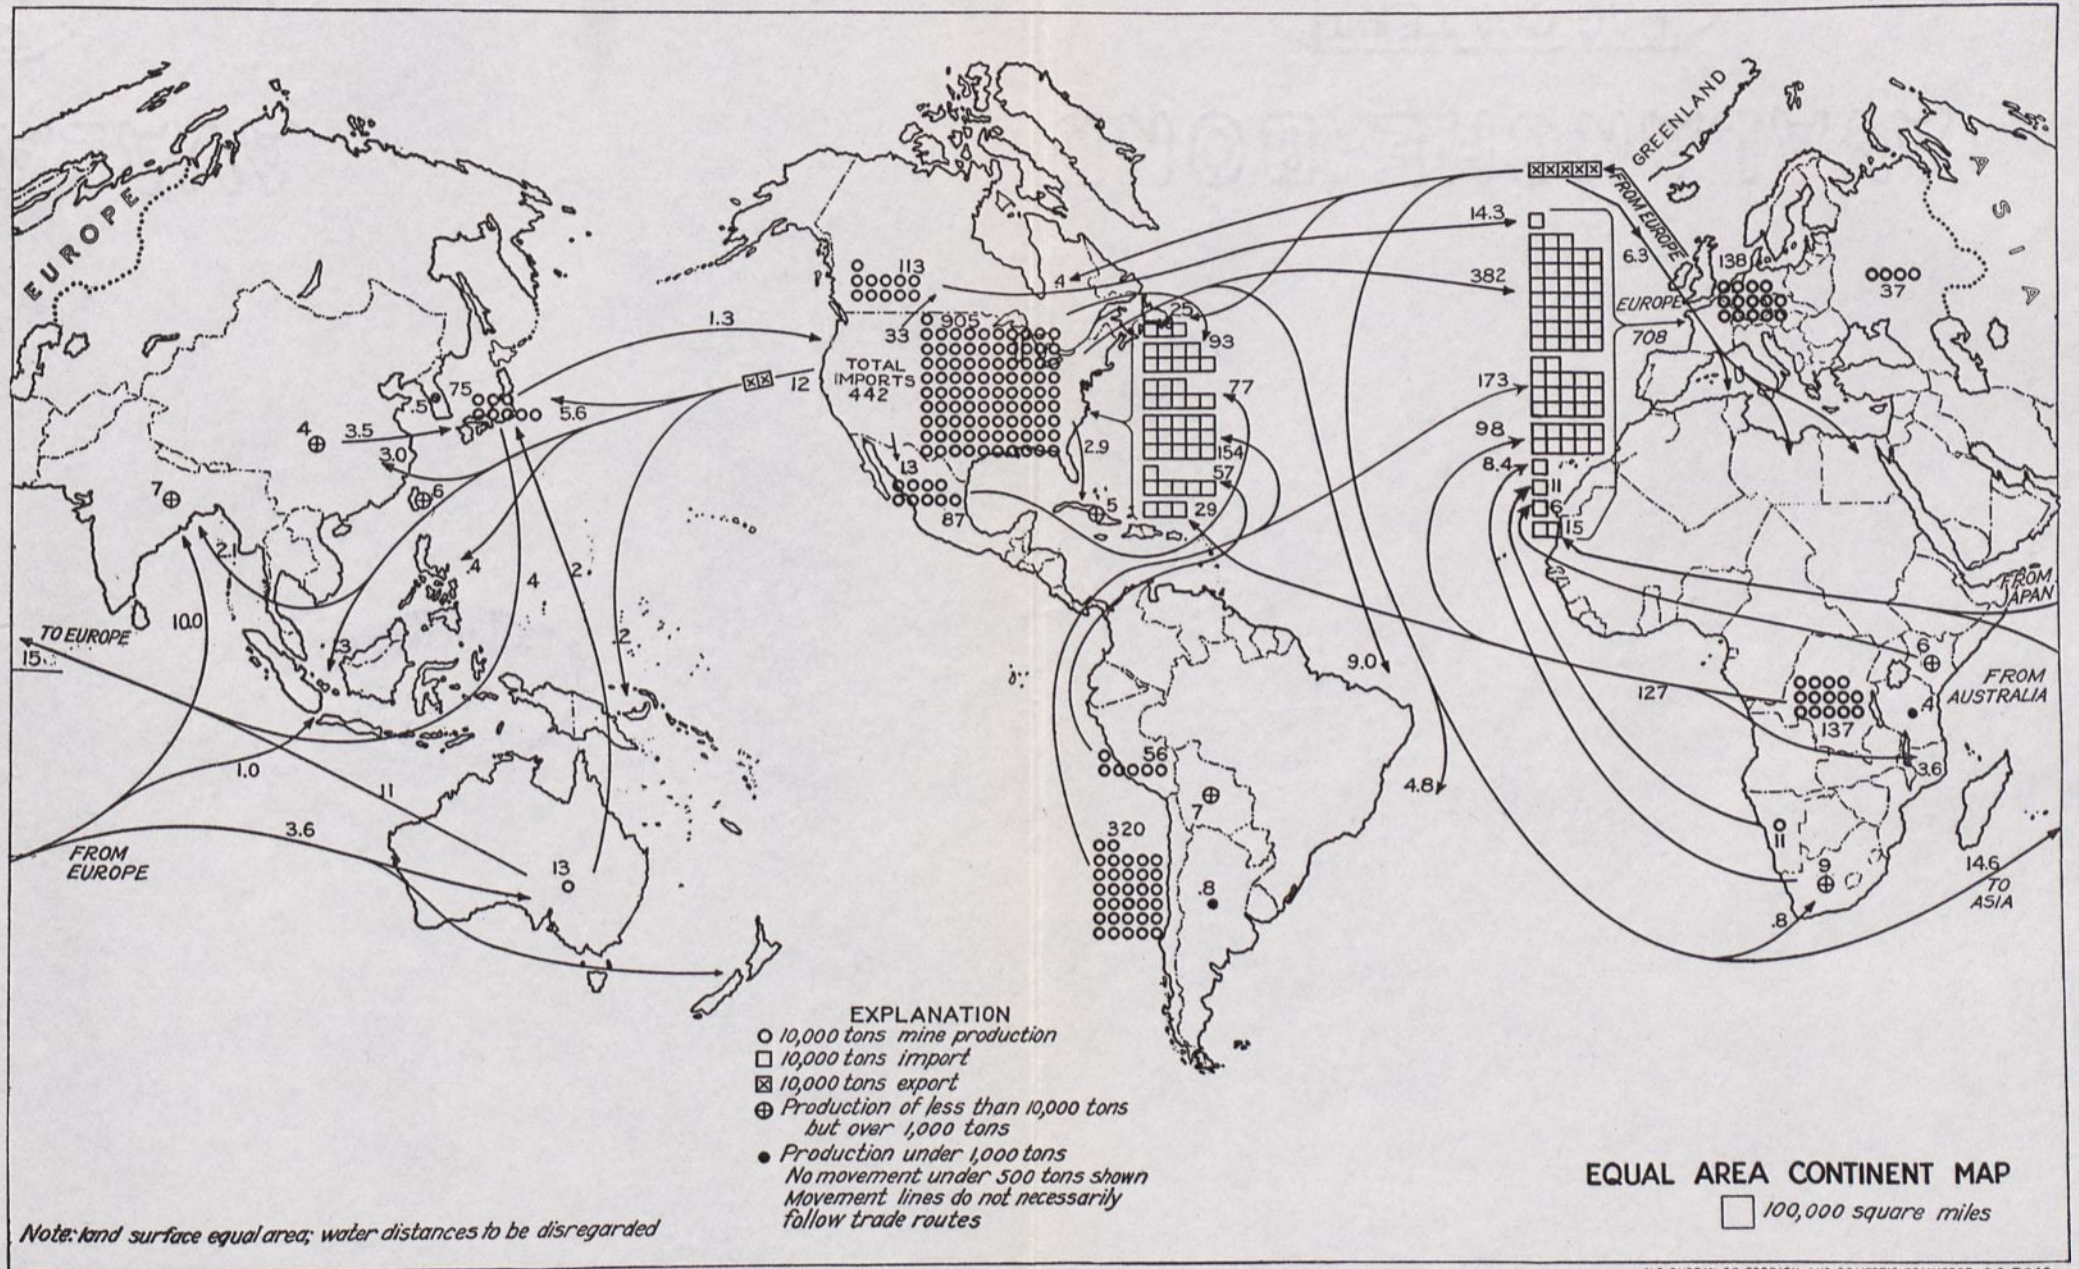 GREENLAND
EUROPE
ASIA
FROM EUROPE
14.3
6.3
138
113
.4
382
EUROPE
37
25
905
1.3
33
93
708
TOTAL
IMPORTS
442
12
75
.5
5.6
77
173
4
3.5
2.9
98
154
3.0
13
57
8.4
7
6
5
11
29
6
87
15
2.1
.4
4
2
FROM
JAPAN
10.0
TO EUROPE
.2
6
.3
15
9.0
FROM
AUSTRALIA
127
.4
137
56
1.0
3.6
11
7
4.8
3.6
320
11
FROM
EUROPE
13
9
14.6
TO
ASIA
.8
.8
EXPLANATION
10,000 tons mine production
10,000 tons import
10,000 tons export
Production of less than 10,000 tons
but over 1,000 tons
Production under 1,000 tons
No movement under 500 tons shown
Movement lines do not necessarily
follow trade routes
EQUAL AREA CONTINENT MAP
100,000 square miles
Note: land surface equal area; water distances to be disregarded